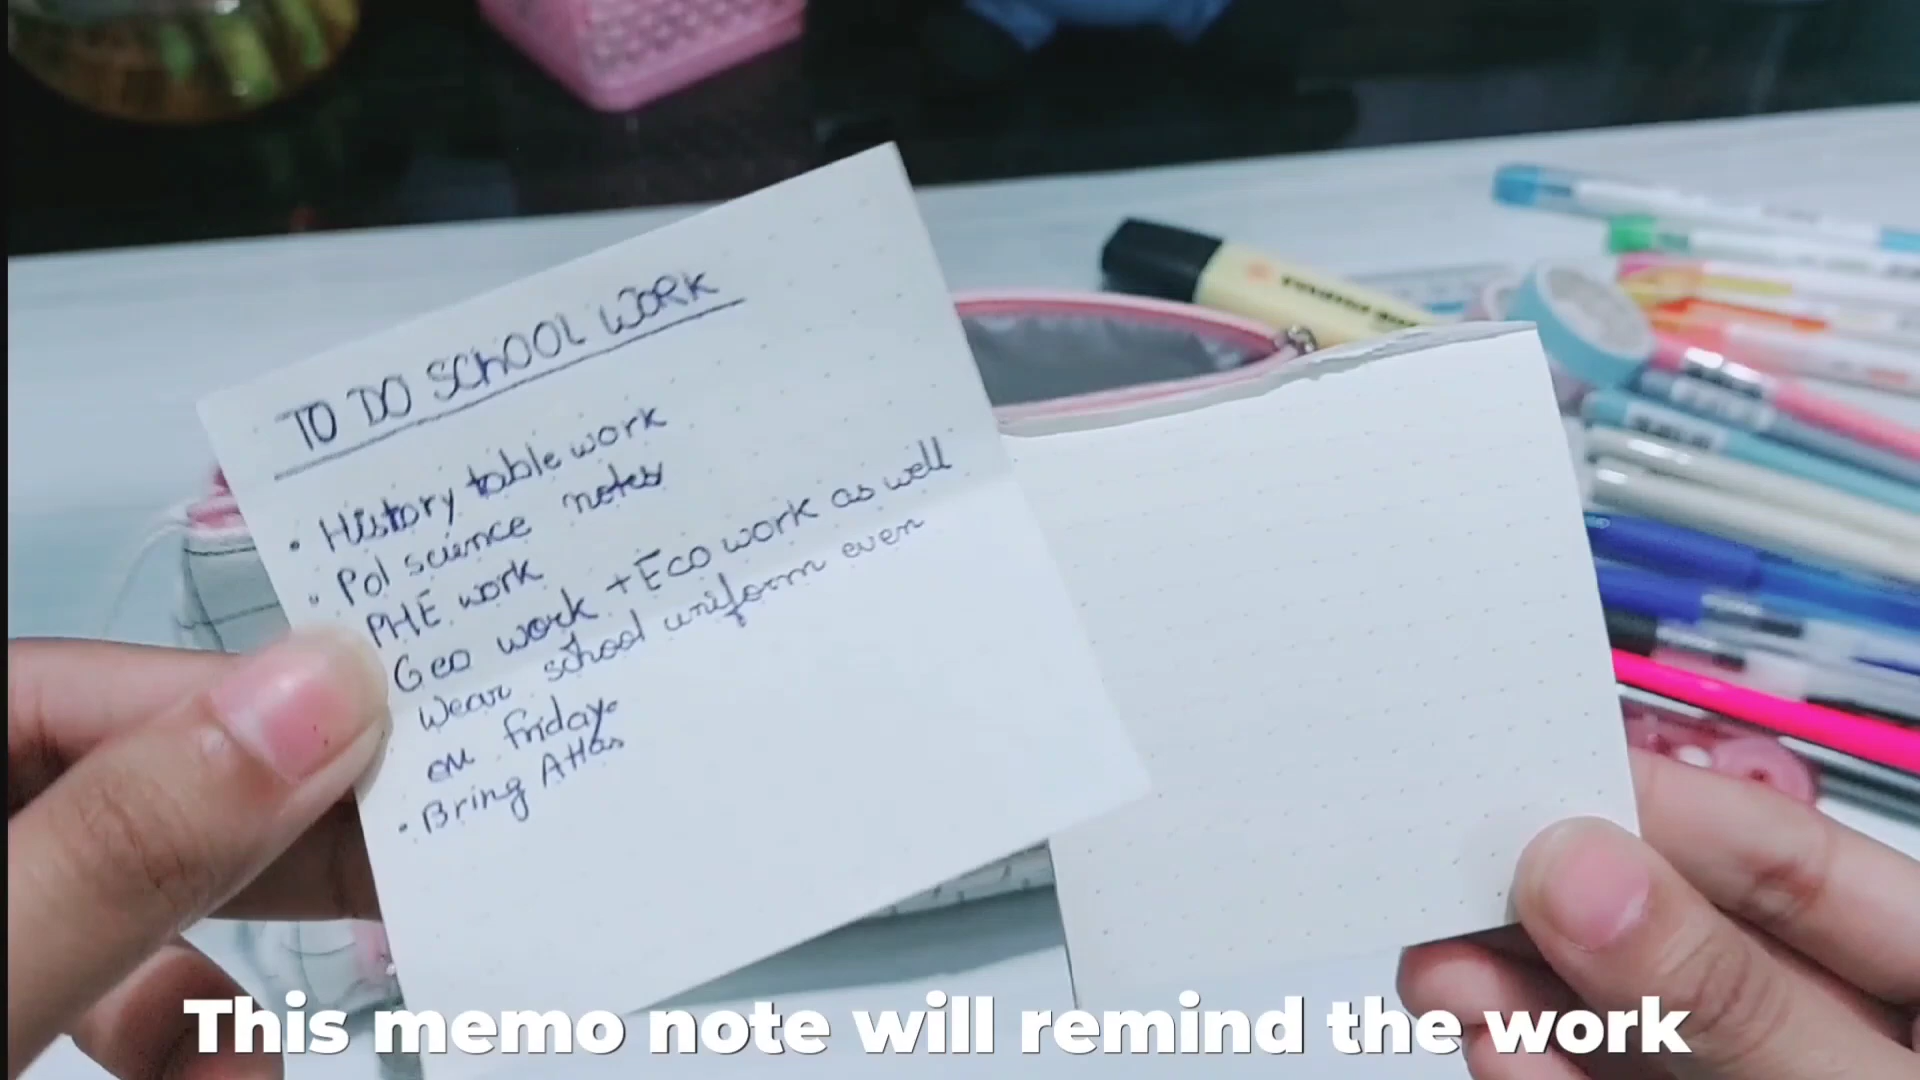 TO DO SCHOOL WORK
• History table work
• Pol science notes
PHE work
Geo work + Eco work as well
Wear school uniform even
on friday.
• Bring Atlas
This memo note will remind the work